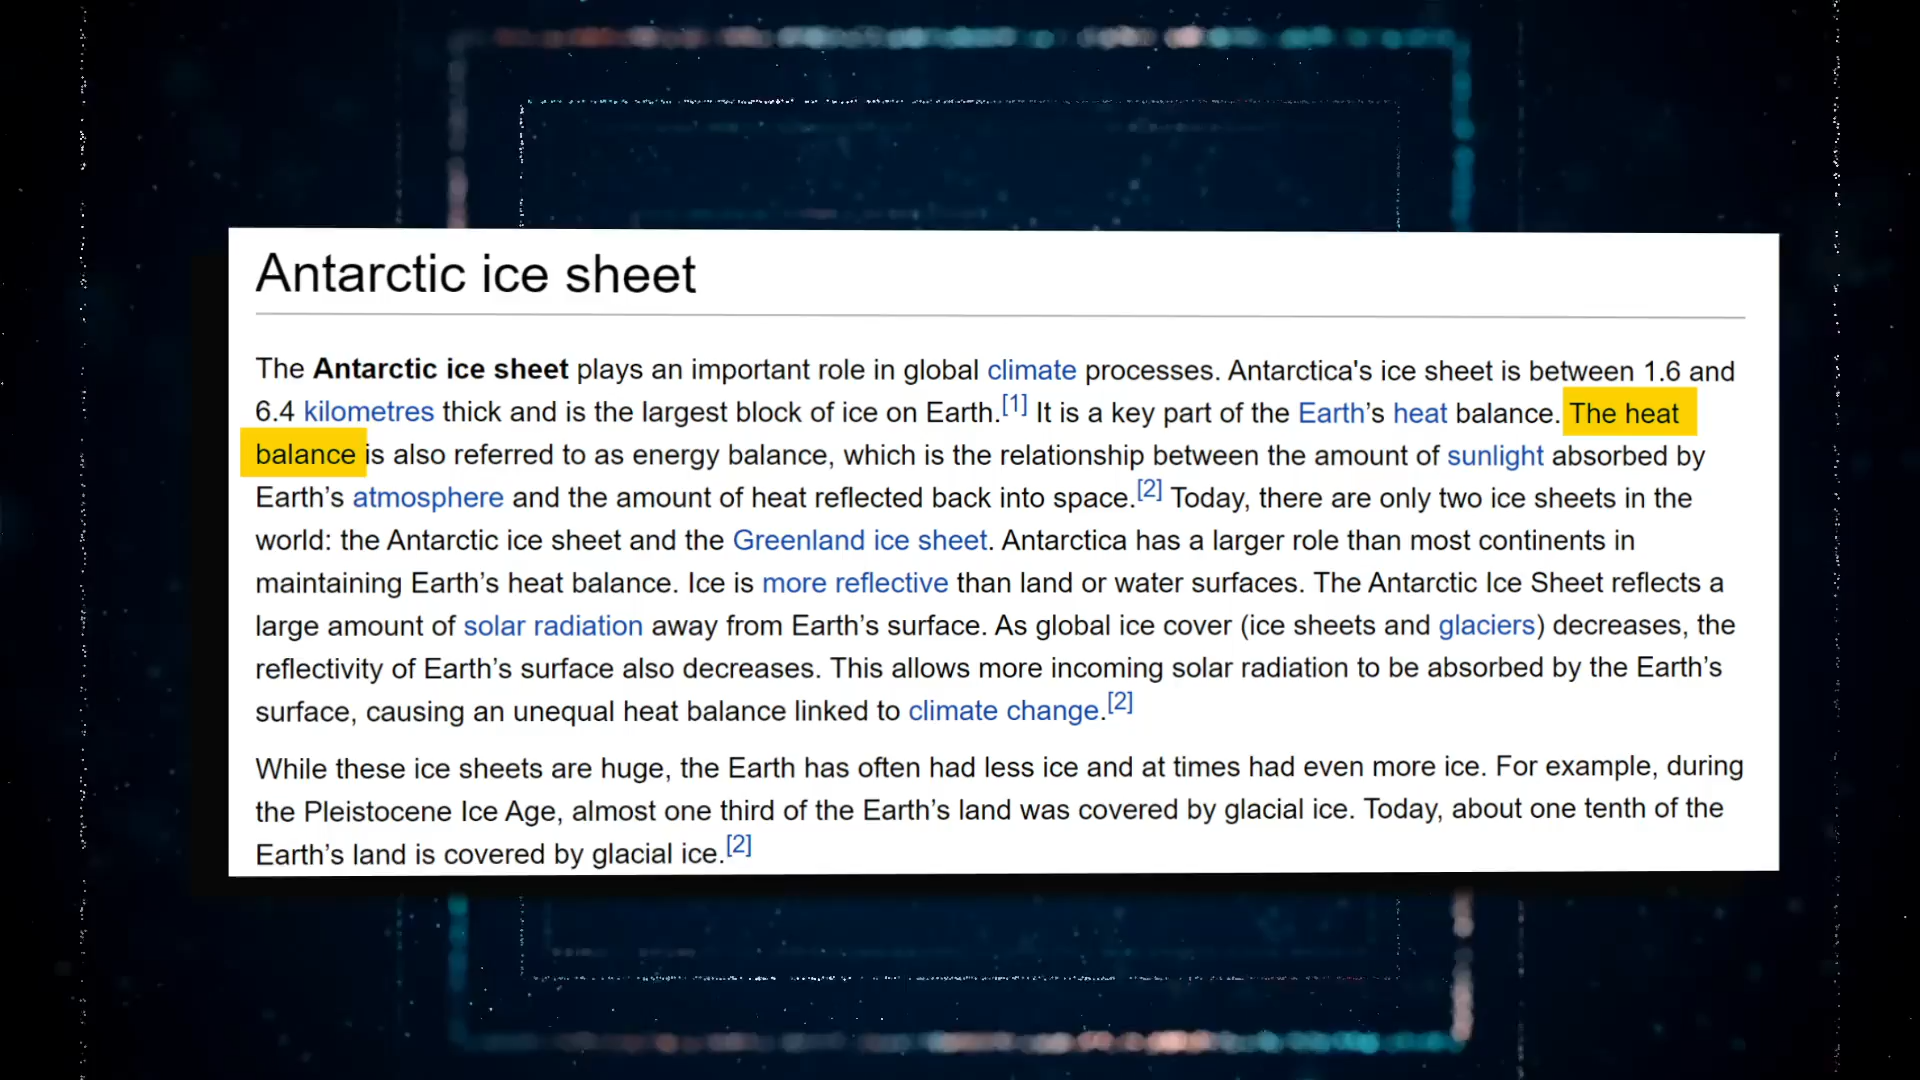 Antarctic ice sheet
The Antarctic ice sheet plays an important role in global climate processes. Antarctica's ice sheet is between 1.6 and
6.4 kilometres thick and is the largest block of ice on Earth.[1] It is a key part of the Earth’s heat balance. The heat
balance is also referred to as energy balance, which is the relationship between the amount of sunlight absorbed by
Earth’s atmosphere and the amount of heat reflected back into space.[2] Today, there are only two ice sheets in the
world: the Antarctic ice sheet and the Greenland ice sheet. Antarctica has a larger role than most continents in
maintaining Earth’s heat balance. Ice is more reflective than land or water surfaces. The Antarctic Ice Sheet reflects a
large amount of solar radiation away from Earth’s surface. As global ice cover (ice sheets and glaciers) decreases, the
reflectivity of Earth’s surface also decreases. This allows more incoming solar radiation to be absorbed by the Earth’s
surface, causing an unequal heat balance linked to climate change.[2]
While these ice sheets are huge, the Earth has often had less ice and at times had even more ice. For example, during
the Pleistocene Ice Age, almost one third of the Earth’s land was covered by glacial ice. Today, about one tenth of the
Earth’s land is covered by glacial ice.[2]